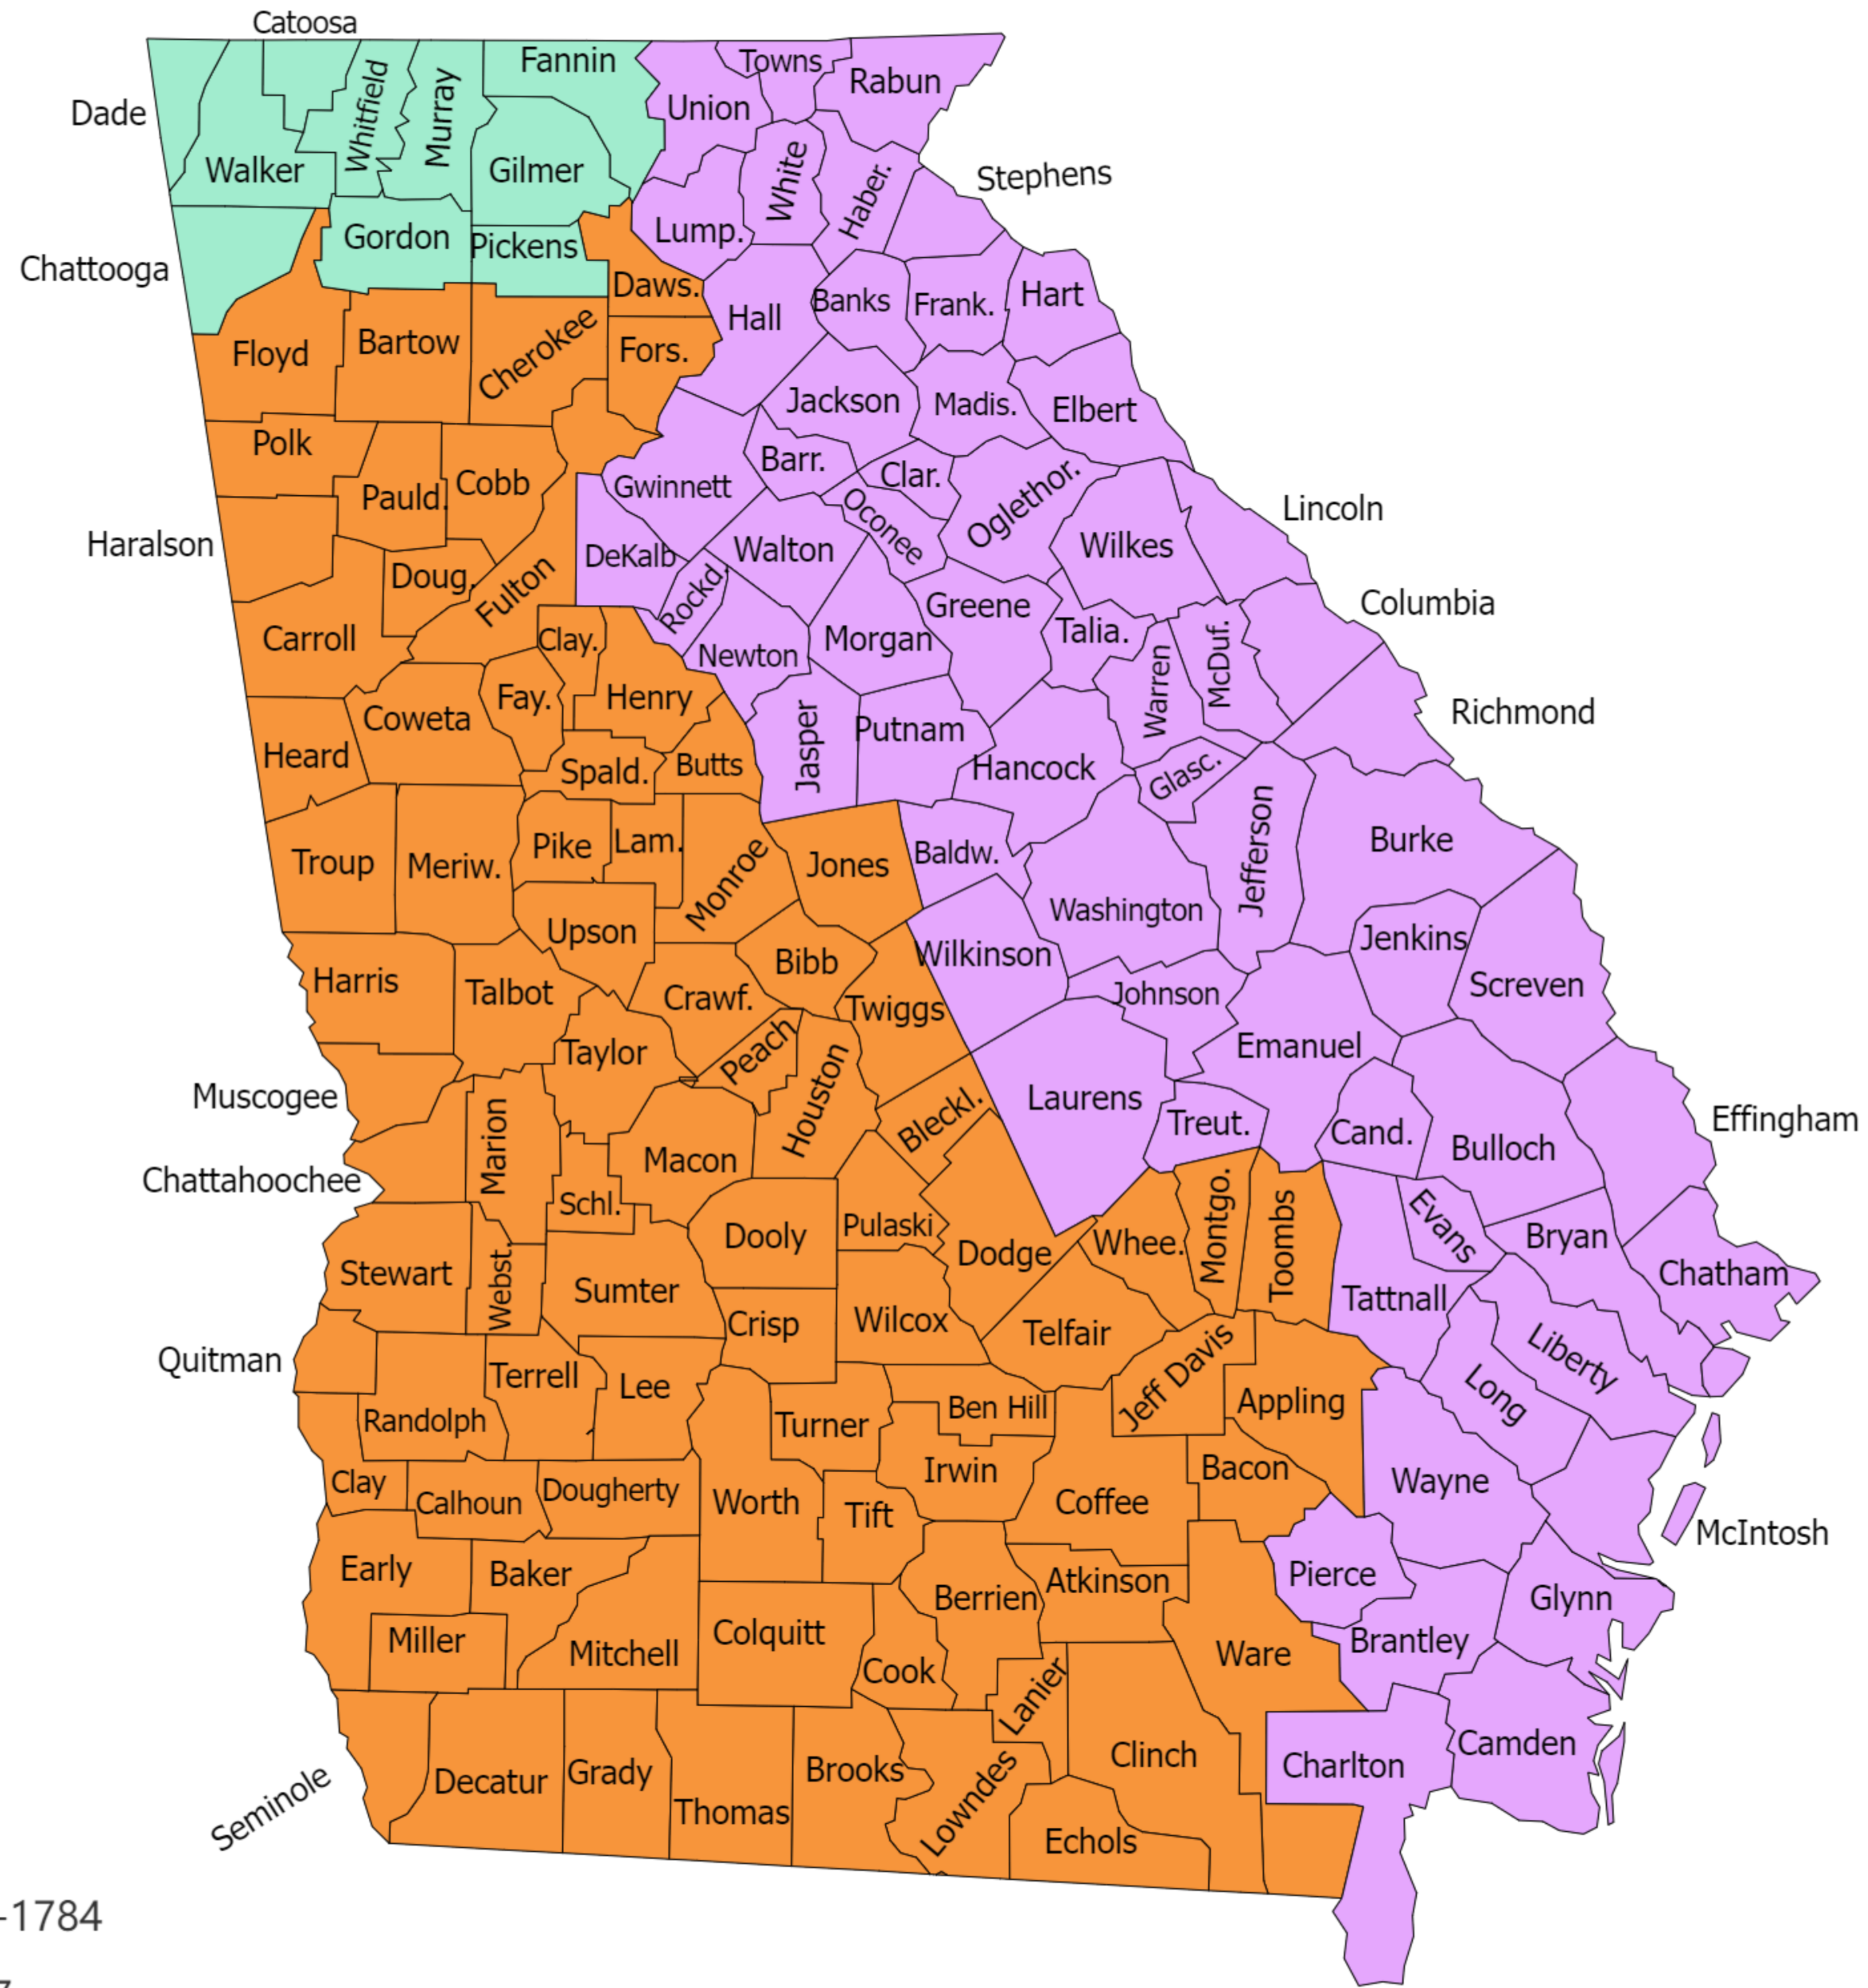 Catoosa
Fannin
Towns
Rabun
Dade
Union
Whitfield
Murray
Walker
Gilmer
White
Haber.
Stephens
Lump.
Gordon
Pickens
Chattooga
Daws.
Hall
Banks
Frank.
Hart
Floyd
Bartow
Cherokee
Fors.
Jackson
Madis.
Elbert
Polk
Barr.
Clar.
Pauld.
Cobb
Gwinnett
Oconee
Oglethor.
Lincoln
Haralson
DeKalb
Walton
Wilkes
Doug.
Fulton
Rockd.
Greene
Columbia
Carroll
Clay.
Newton
Morgan
Talia.
Warren
McDuf.
Coweta
Fay.
Henry
Richmond
Heard
Spald.
Butts
Jasper
Putnam
Hancock
Glasc.
Troup
Meriw.
Pike
Lam.
Monroe
Jones
Baldw.
Jefferson
Burke
Upson
Washington
Harris
Talbot
Bibb
Wilkinson
Jenkins
Crawf.
Twiggs
Johnson
Screven
Taylor
Peach
Houston
Emanuel
Muscogee
Marion
Bleckl.
Laurens
Treut.
Cand.
Bulloch
Effingham
Chattahoochee
Macon
Schl.
Dooly
Pulaski
Dodge
Whee.
Montgo.
Toombs
Evans
Bryan
Stewart
Webst.
Sumter
Chatham
Crisp
Wilcox
Telfair
Tattnall
Quitman
Terrell
Lee
Jeff Davis
Liberty
Long
Randolph
Turner
Ben Hill
Appling
Clay
Calhoun
Dougherty
Worth
Tift
Irwin
Coffee
Bacon
Wayne
McIntosh
Early
Baker
Berrien
Atkinson
Pierce
Glynn
Miller
Mitchell
Colquitt
Cook
Lanier
Ware
Brantley
Seminole
Decatur
Grady
Thomas
Brooks
Lowndes
Clinch
Charlton
Camden
Echols
-1784